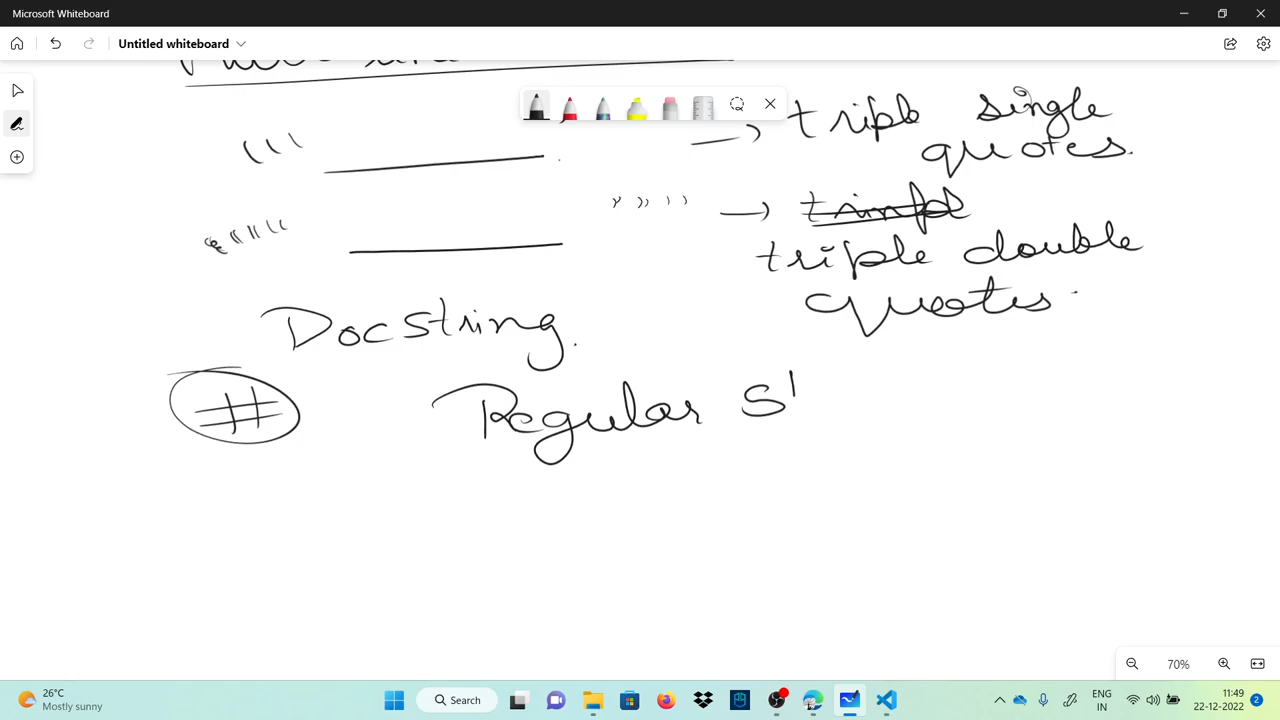 Microsoft Whiteboard
Untitled whiteboard
''' → triple single
quotes.
""" """ →
triple double
quotes.
Docstring.
# Regular S
70%
26°C
Mostly sunny
Search
ENG
IN
11:49
22-12-2022
2